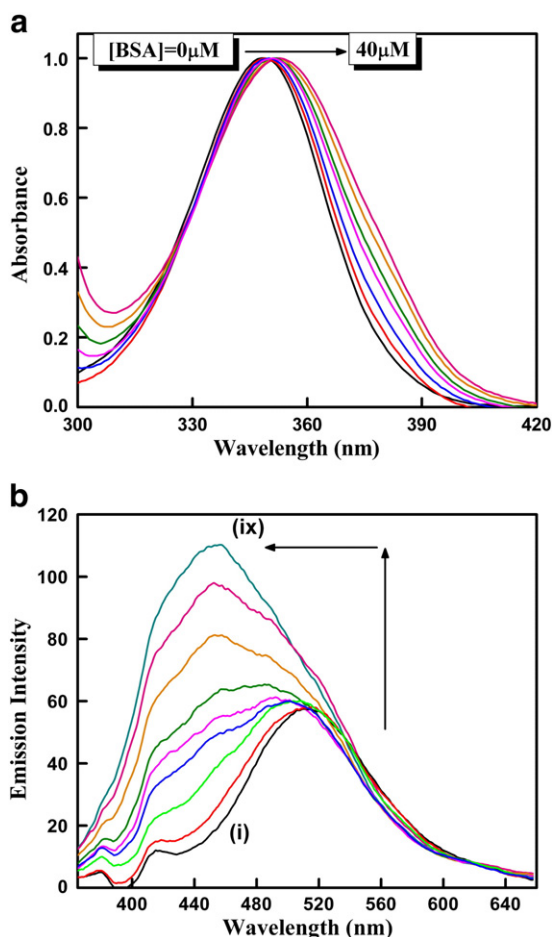 a
[BSA]=0μM
40μM
1.0
0.8
0.6
0.4
0.2
0.0
Absorbance
300
330
360
390
420
Wavelength (nm)
b
120
100
80
60
40
20
0
Emission Intensity
(ix)
(i)
400
440
480
520
560
600
640
Wavelength (nm)